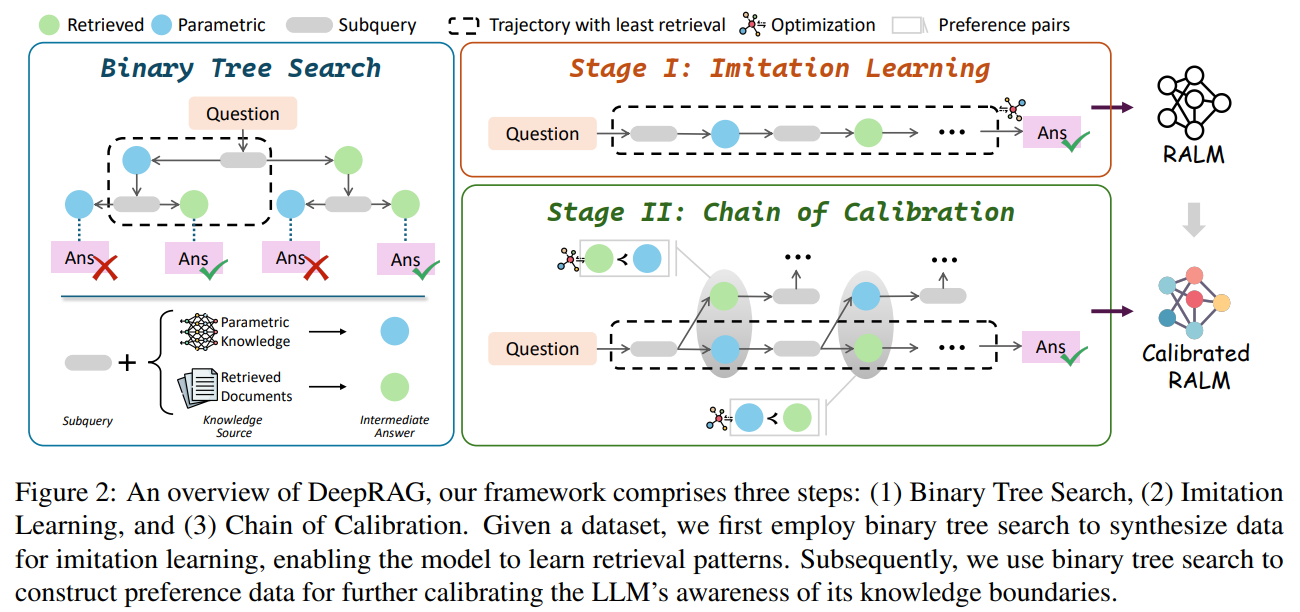 Retrieved Parametric Subquery Trajectory with least retrieval Optimization Preference pairs
Binary Tree Search
Question
Ans
Ans
Ans
Ans
Parametric
Knowledge
+
Retrieved
Documents
Subquery
Knowledge
Source
Intermediate
Answer
Stage I: Imitation Learning
Question
...
Ans
RALM
Stage II: Chain of Calibration
≺
...
...
Question
...
Ans
≺
Calibrated
RALM
Figure 2: An overview of DeepRAG, our framework comprises three steps: (1) Binary Tree Search, (2) Imitation
Learning, and (3) Chain of Calibration. Given a dataset, we first employ binary tree search to synthesize data
for imitation learning, enabling the model to learn retrieval patterns. Subsequently, we use binary tree search to
construct preference data for further calibrating the LLM's awareness of its knowledge boundaries.